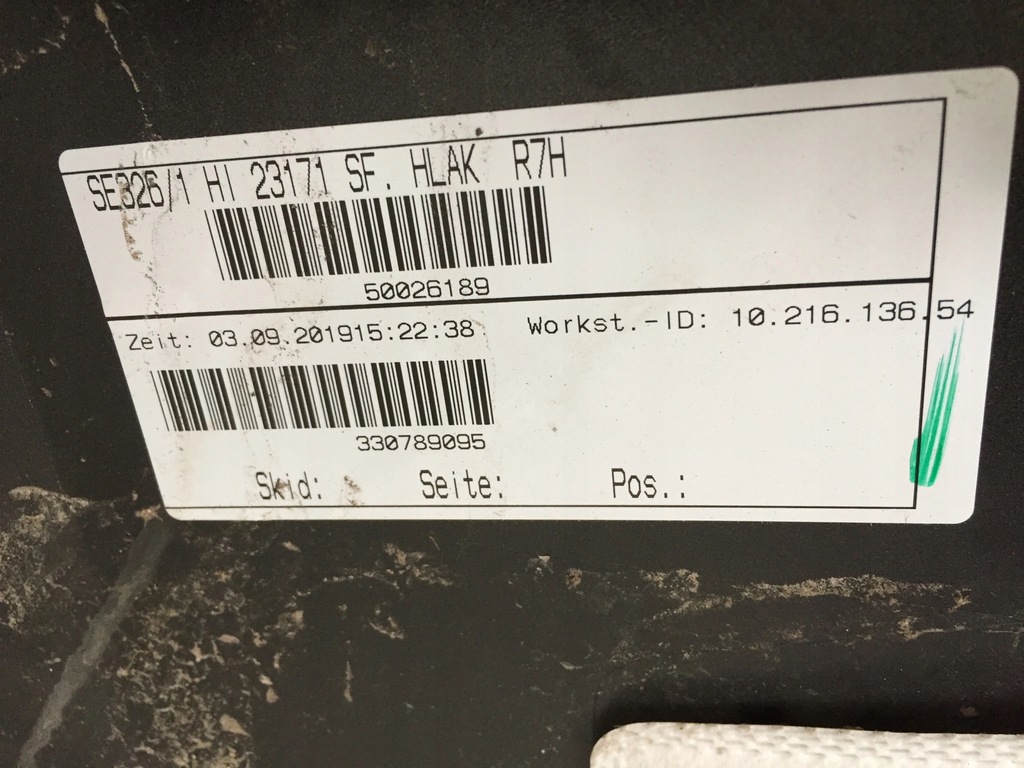 SE326/1 HI 23171 SF. HLAK R7H
50026189
Zeit: 03.09.201915:22:38 Workst.-ID: 10.216.136.54
330789095
Skid: Seite: Pos.: